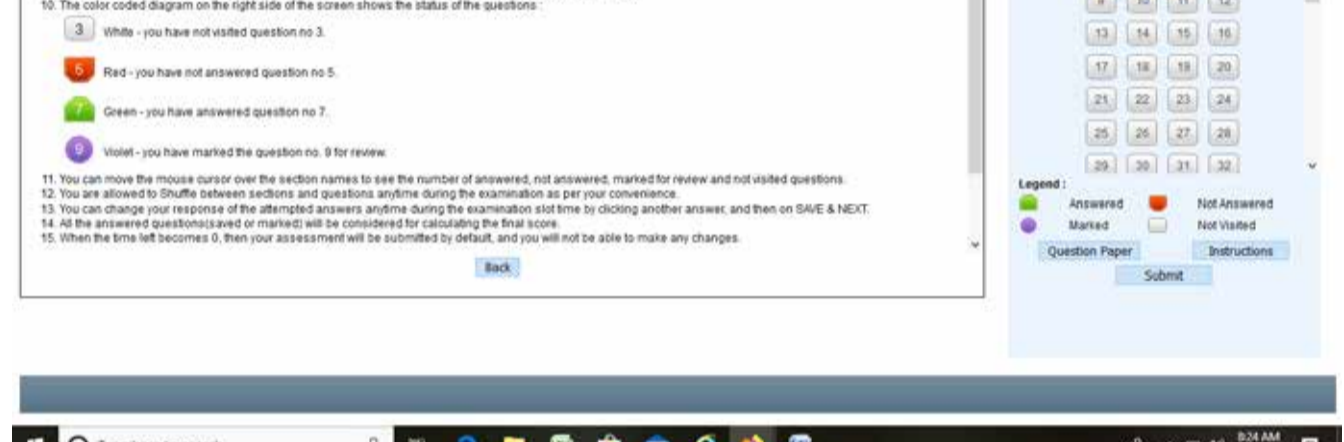 10. The color coded diagram on the right side of the screen shows the status of the questions :
3 White - you have not visited question no 3.
5 Red - you have not answered question no 5.
7 Green - you have answered question no 7.
9 Violet - you have marked the question no. 9 for review.
11. You can move the mouse cursor over the section names to see the number of answered, not answered, marked for review and not visited questions.
12. You are allowed to Shuffle between sections and questions anytime during the examination as per your convenience.
13. You can change your response of the attempted answers anytime during the examination slot time by clicking another answer, and then on SAVE & NEXT.
14. All the answered questions(saved or marked) will be considered for calculating the final score.
15. When the time left becomes 0, then your assessment will be submitted by default, and you will not be able to make any changes.
Back
9 10 11 12
13 14 15 16
17 18 19 20
21 22 23 24
25 26 27 28
29 30 31 32
Legend :
Answered Not Answered
Marked Not Visited
Question Paper Instructions
Submit
9:24 AM